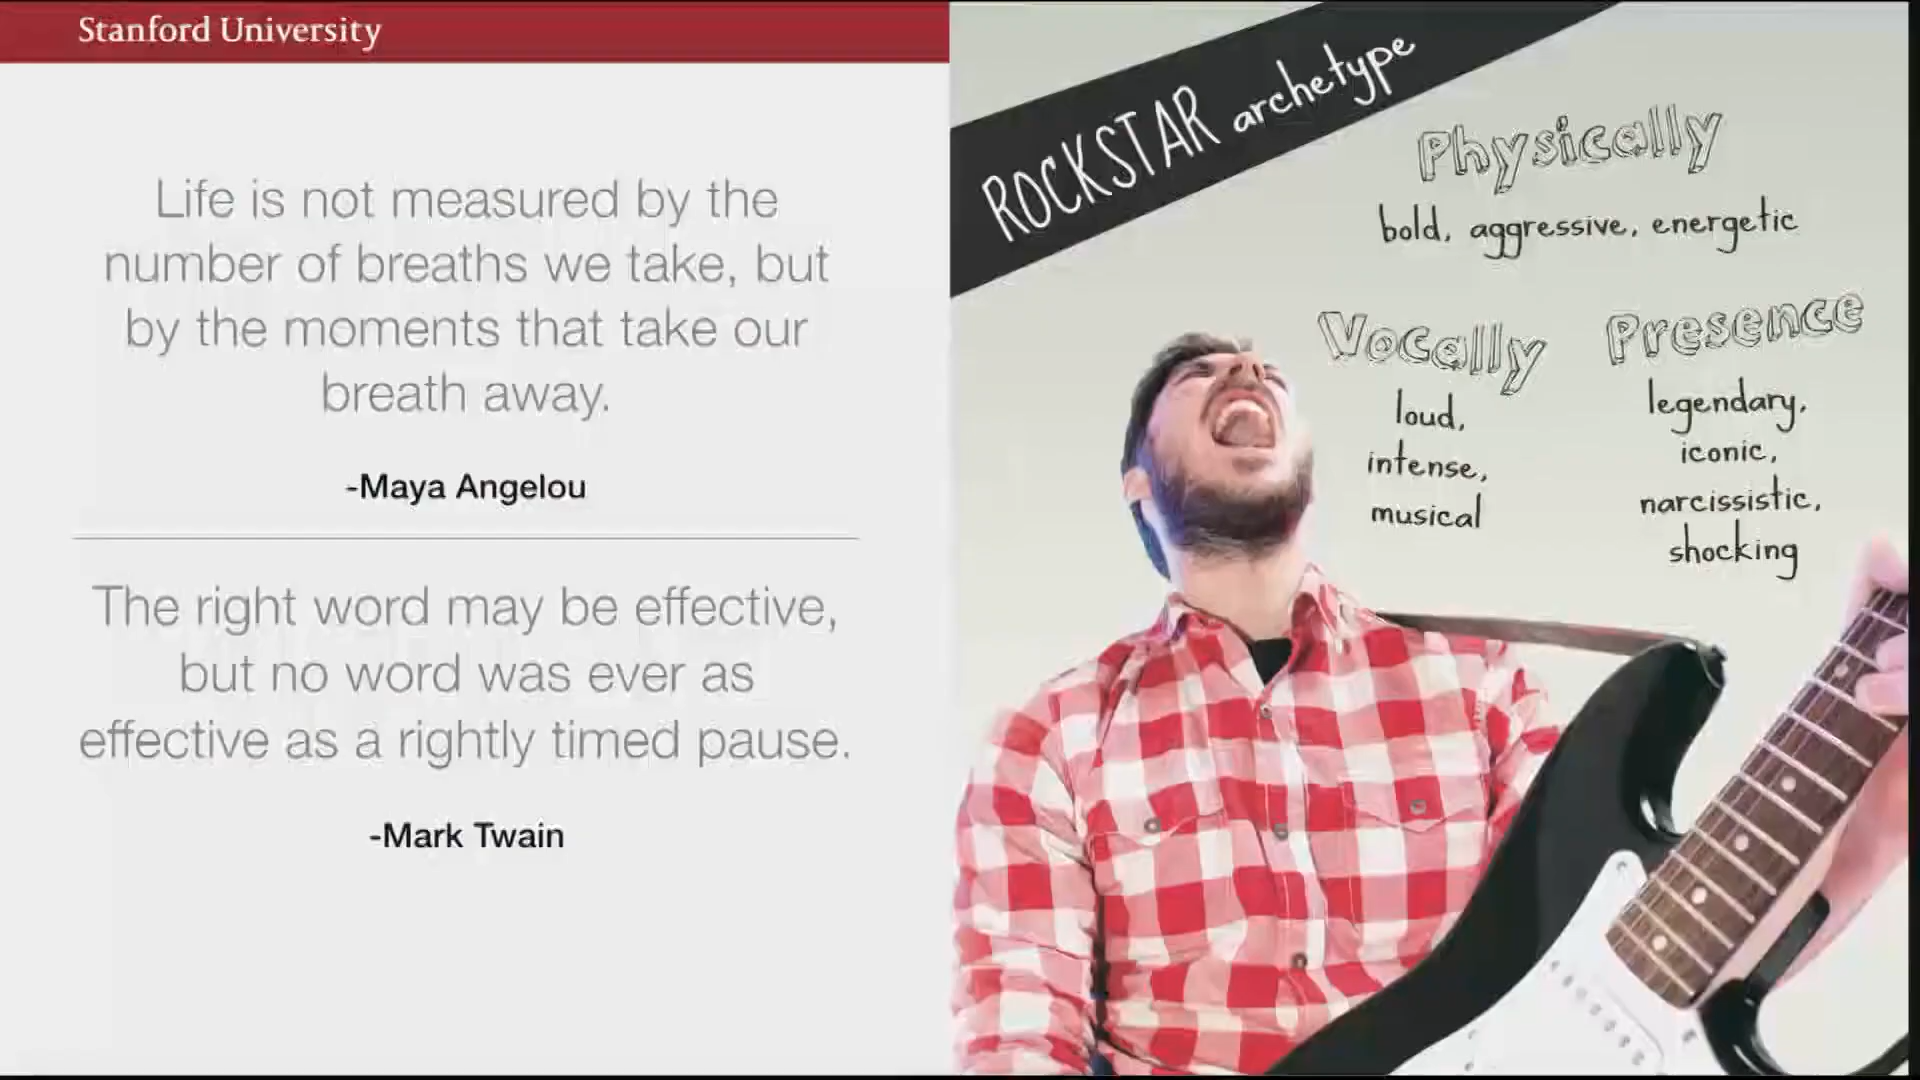 Stanford University
Life is not measured by the
number of breaths we take, but
by the moments that take our
breath away.
-Maya Angelou
The right word may be effective,
but no word was ever as
effective as a rightly timed pause.
-Mark Twain
ROCKSTAR archetype
Physically
bold, aggressive, energetic
Vocally
loud,
intense,
musical
Presence
legendary,
iconic,
narcissistic,
shocking